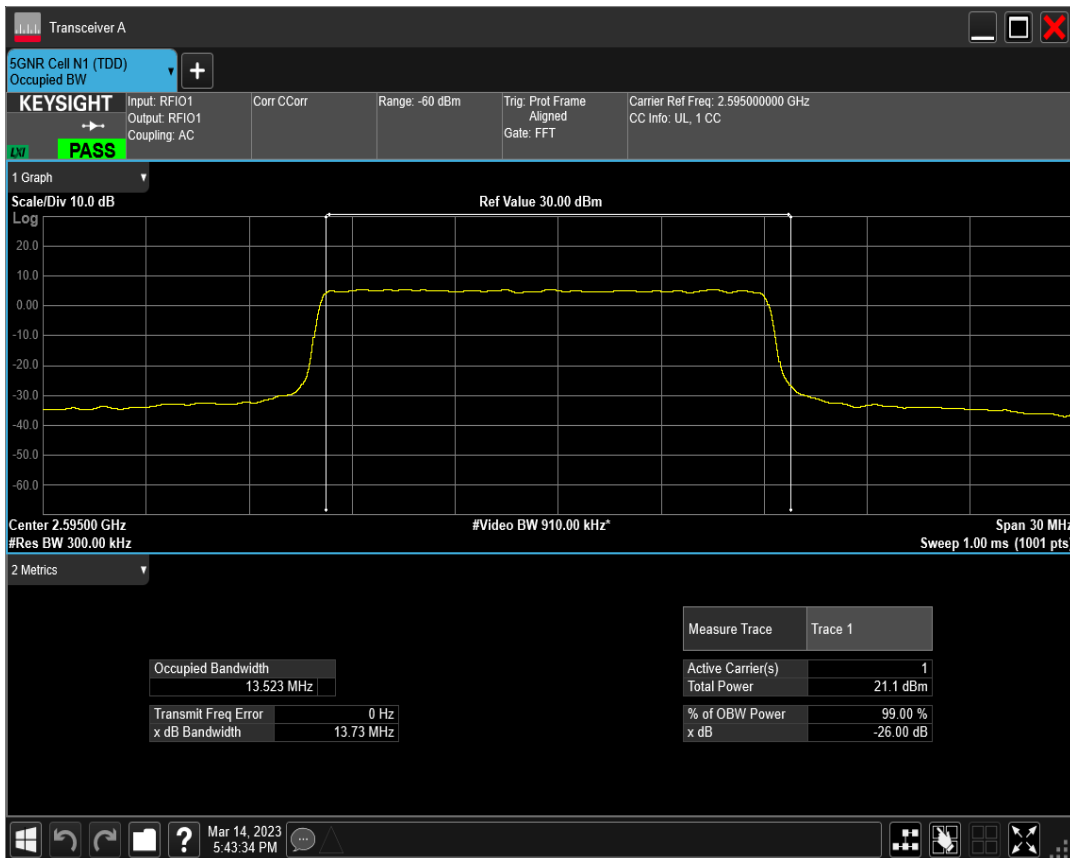 Transceiver A
5GNR Cell N1 (TDD)
Occupied BW
KEYSIGHT
LXI
PASS
Input: RFIO1
Output: RFIO1
Coupling: AC
Corr CCorr
Range: -60 dBm
Trig: Prot Frame
Aligned
Gate: FFT
Carrier Ref Freq: 2.595000000 GHz
CC Info: UL, 1 CC
1 Graph
Scale/Div 10.0 dB
Ref Value 30.00 dBm
Log
20.0
10.0
0.00
-10.0
-20.0
-30.0
-40.0
-50.0
-60.0
Center 2.59500 GHz
#Video BW 910.00 kHz*
Span 30 MHz
#Res BW 300.00 kHz
Sweep 1.00 ms (1001 pts)
2 Metrics
Measure Trace Trace 1
Occupied Bandwidth
13.523 MHz
Active Carrier(s) 1
Total Power 21.1 dBm
Transmit Freq Error 0 Hz
x dB Bandwidth 13.73 MHz
% of OBW Power 99.00 %
x dB -26.00 dB
Mar 14, 2023
5:43:34 PM